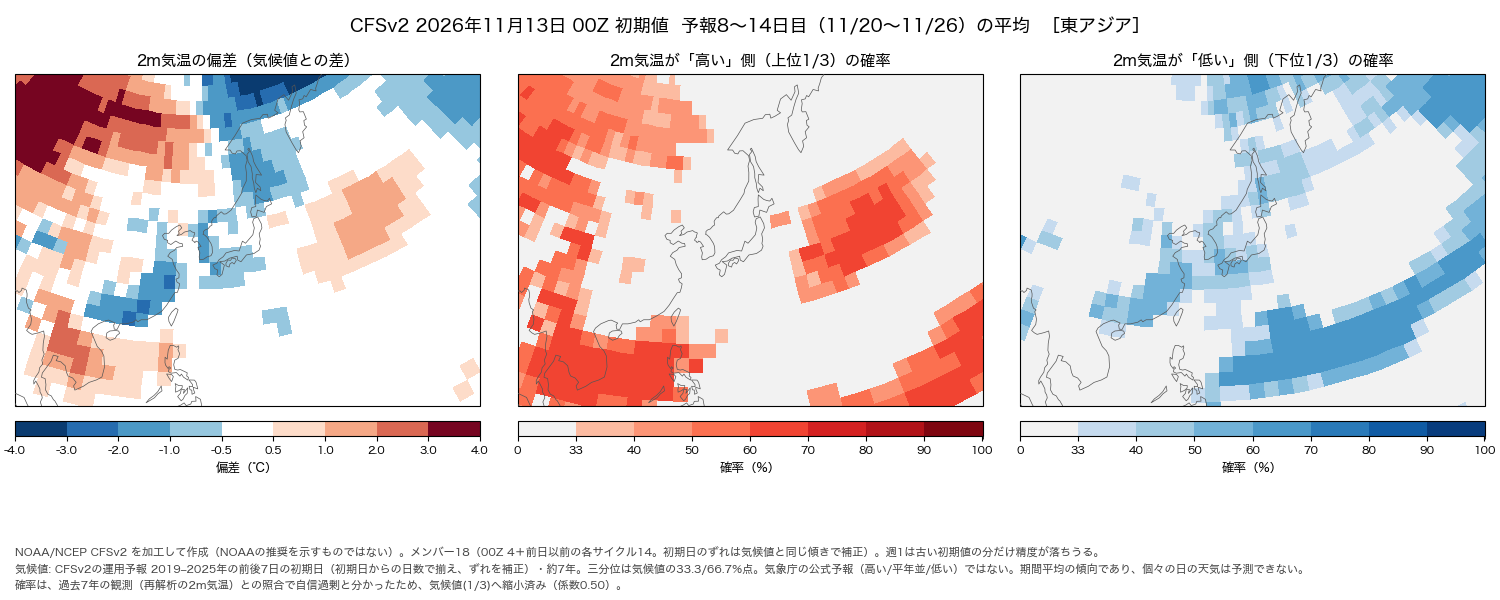 CFSv2 2026年11月13日 00Z 初期値 予報8～14日目（11/20～11/26）の平均 ［東アジア］
2m気温の偏差（気候値との差）
2m気温が「高い」側（上位1/3）の確率
2m気温が「低い」側（下位1/3）の確率
-4.0 -3.0 -2.0 -1.0 -0.5 0.5 1.0 2.0 3.0 4.0
偏差（℃）
0 33 40 50 60 70 80 90 100
確率（%）
0 33 40 50 60 70 80 90 100
確率（%）
NOAA/NCEP CFSv2 を加工して作成（NOAAの推奨を示すものではない）。メンバー18（00Z 4＋前日以前の各サイクル14。初期日のずれは気候値と同じ傾きで補正）。週1は古い初期値の分だけ精度が落ちうる。
気候値: CFSv2の運用予報 2019–2025年の前後7日の初期日（初期日からの日数で揃え、ずれを補正）・約7年。三分位は気候値の33.3/66.7%点。気象庁の公式予報（高い/平年並/低い）ではない。期間平均の傾向であり、個々の日の天気は予測できない。
確率は、過去7年の観測（再解析の2m気温）との照合で自信過剰と分かったため、気候値(1/3)へ縮小済み（係数0.50）。